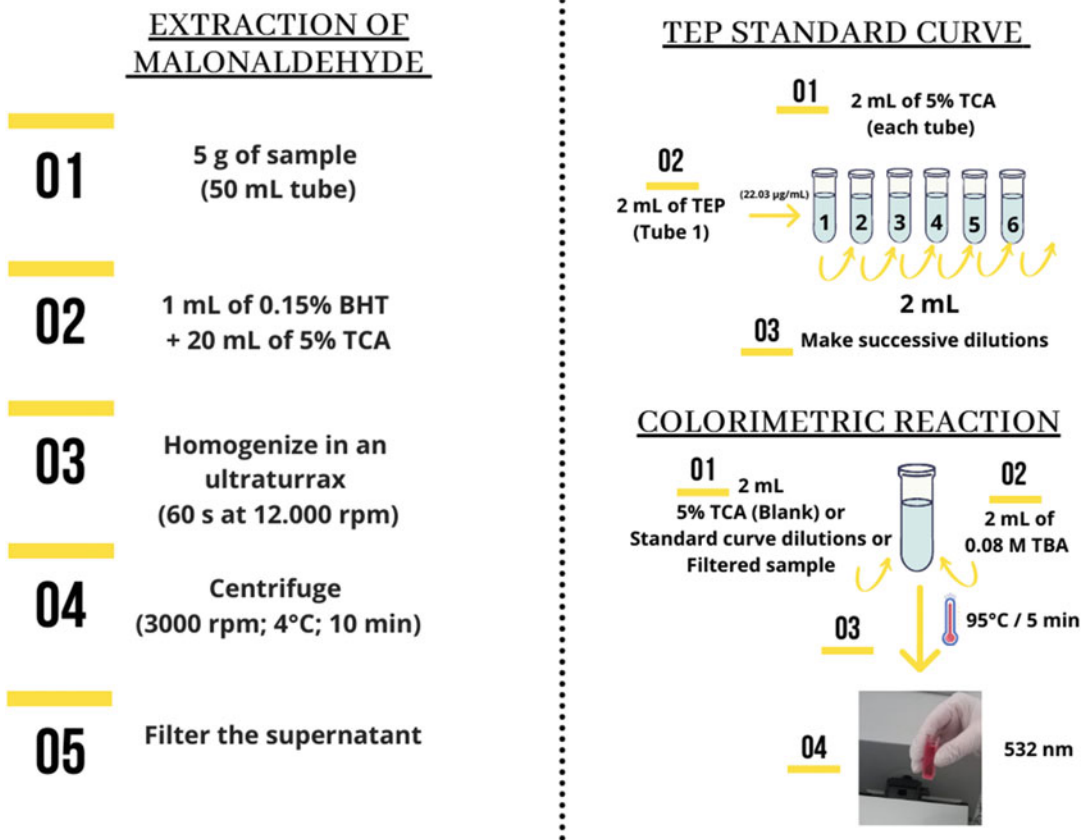 EXTRACTION OF
MALONALDEHYDE
01
5 g of sample
(50 mL tube)
02
1 mL of 0.15% BHT
+ 20 mL of 5% TCA
03
Homogenize in an
ultraturrax
(60 s at 12.000 rpm)
04
Centrifuge
(3000 rpm; 4°C; 10 min)
05
Filter the supernatant
TEP STANDARD CURVE
01
2 mL of 5% TCA
(each tube)
02
2 mL of TEP
(Tube 1)
(22.03 µg/mL)
1 2 3 4 5 6
2 mL
03
Make successive dilutions
COLORIMETRIC REACTION
01
2 mL
5% TCA (Blank) or
Standard curve dilutions or
Filtered sample
02
2 mL of
0.08 M TBA
03
95°C / 5 min
04
532 nm